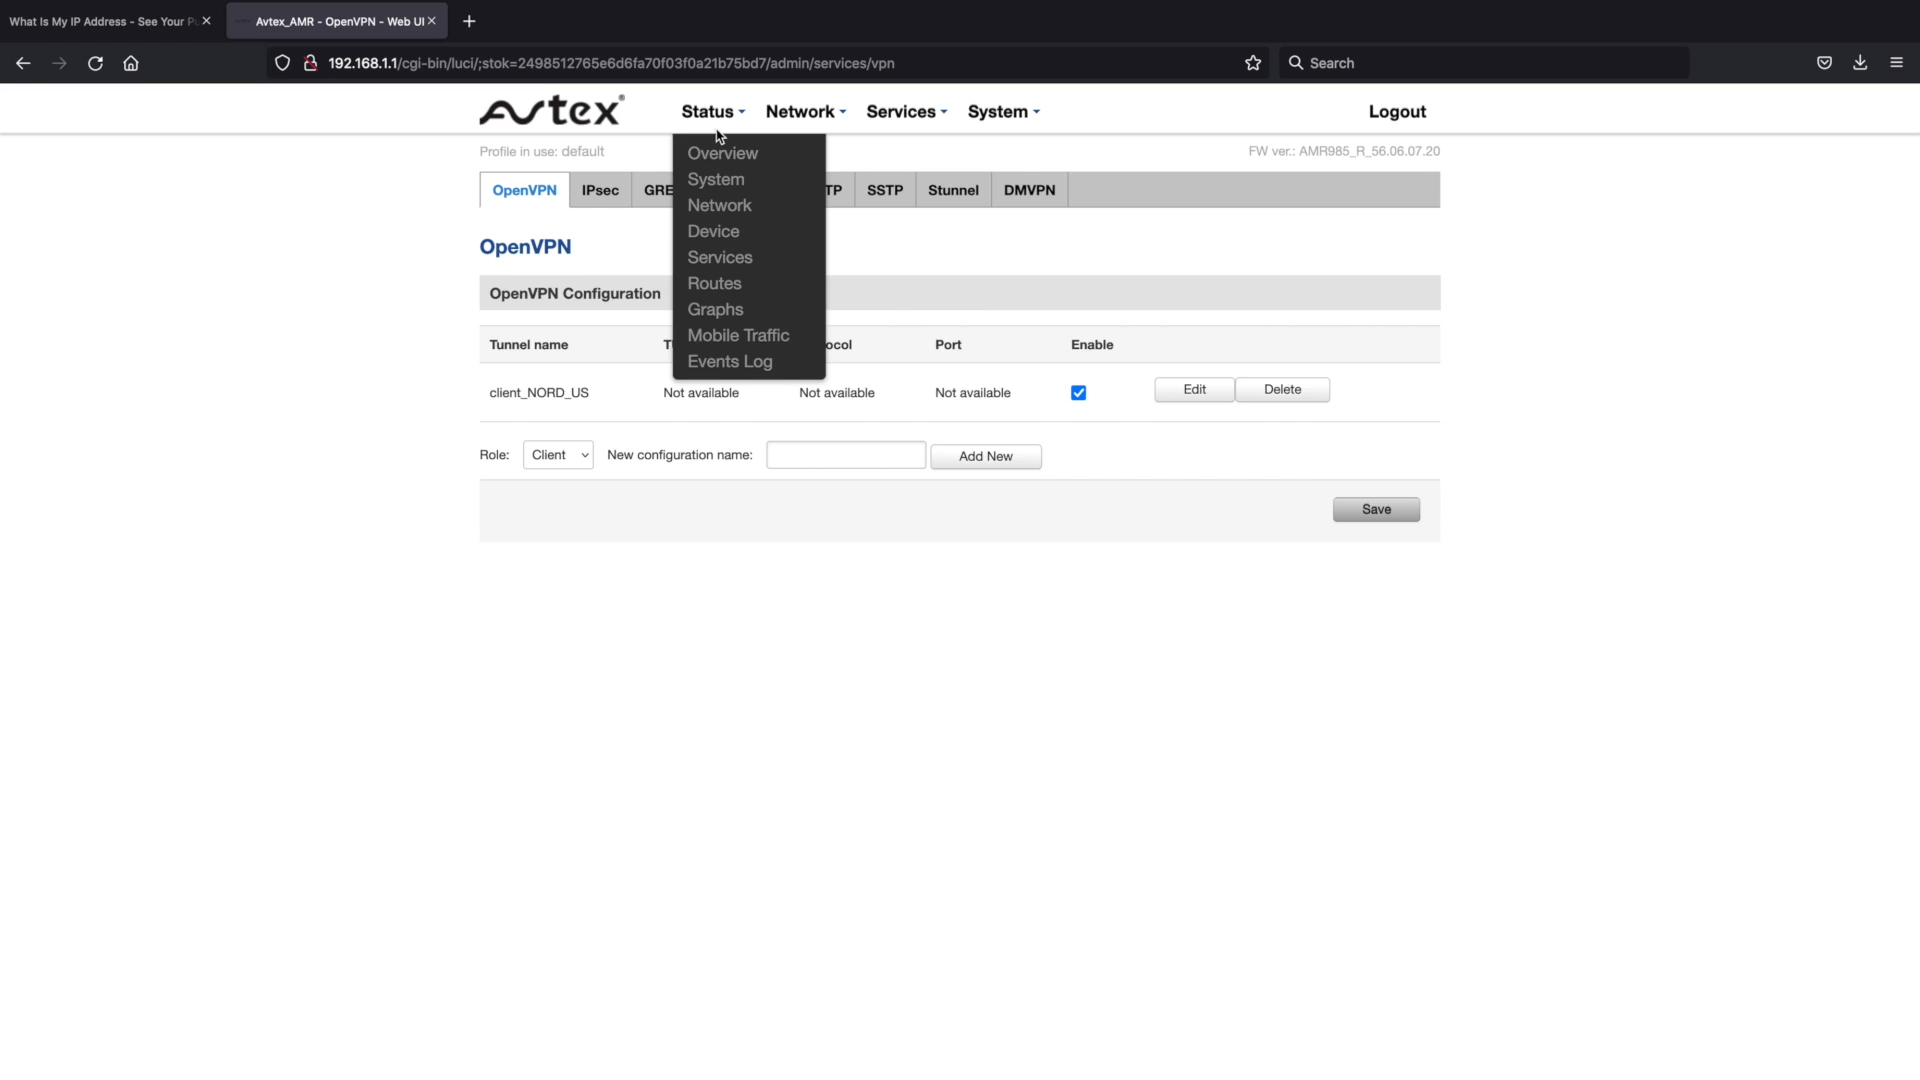 What Is My IP Address - See Your P
Avtex_AMR - OpenVPN - Web UI
192.168.1.1/cgi-bin/luci/;stok=2498512765e6d6fa70f03f0a21b75bd7/admin/services/vpn
Search
Avtex®
Status
Network
Services
System
Logout
Profile in use: default
FW ver.: AMR985_R_56.06.07.20
Overview
System
Network
Device
Services
Routes
Graphs
Mobile Traffic
Events Log
OpenVPN
IPsec
GRE
TP
SSTP
Stunnel
DMVPN
OpenVPN
OpenVPN Configuration
Tunnel name
ocol
Port
Enable
client_NORD_US
Not available
Not available
Not available
Edit
Delete
Role:
Client
New configuration name:
Add New
Save